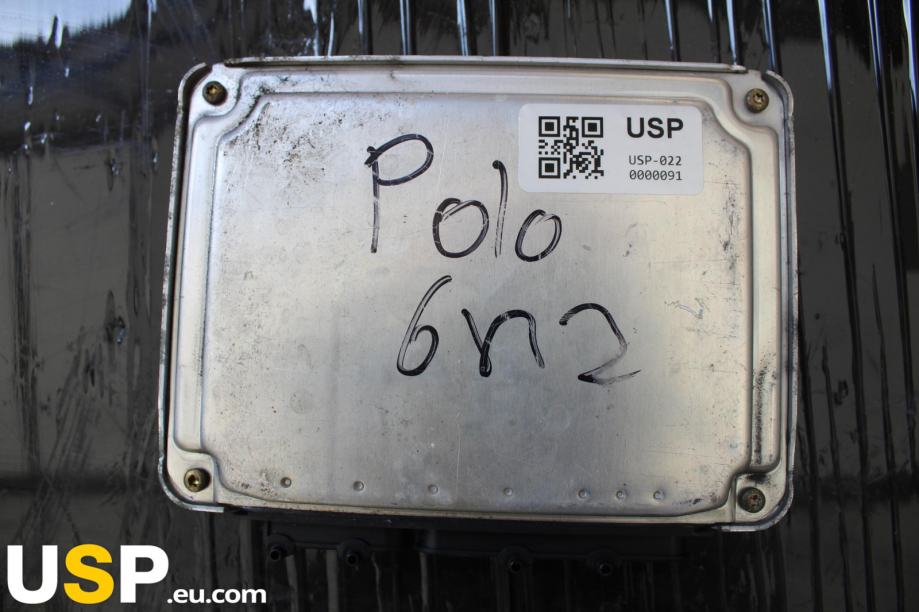 USP
USP-022
0000091
Polo
6n2
USP.eu.com